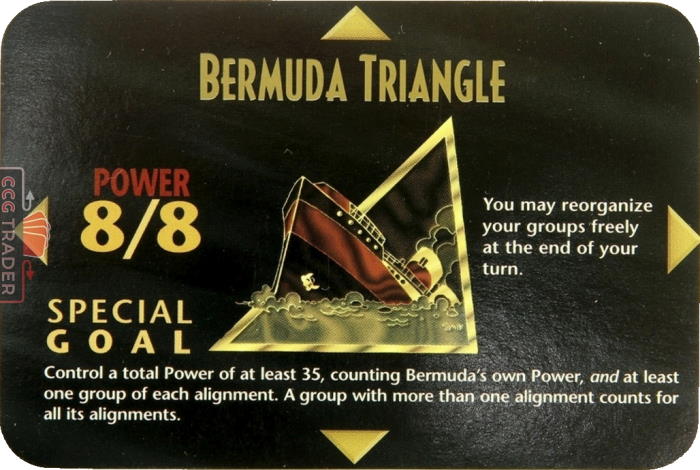 BERMUDA TRIANGLE
POWER
8/8
You may reorganize
your groups freely
at the end of your
turn.
SPECIAL
GOAL
Control a total Power of at least 35, counting Bermuda's own Power, and at least
one group of each alignment. A group with more than one alignment counts for
all its alignments.
CCG TRADER